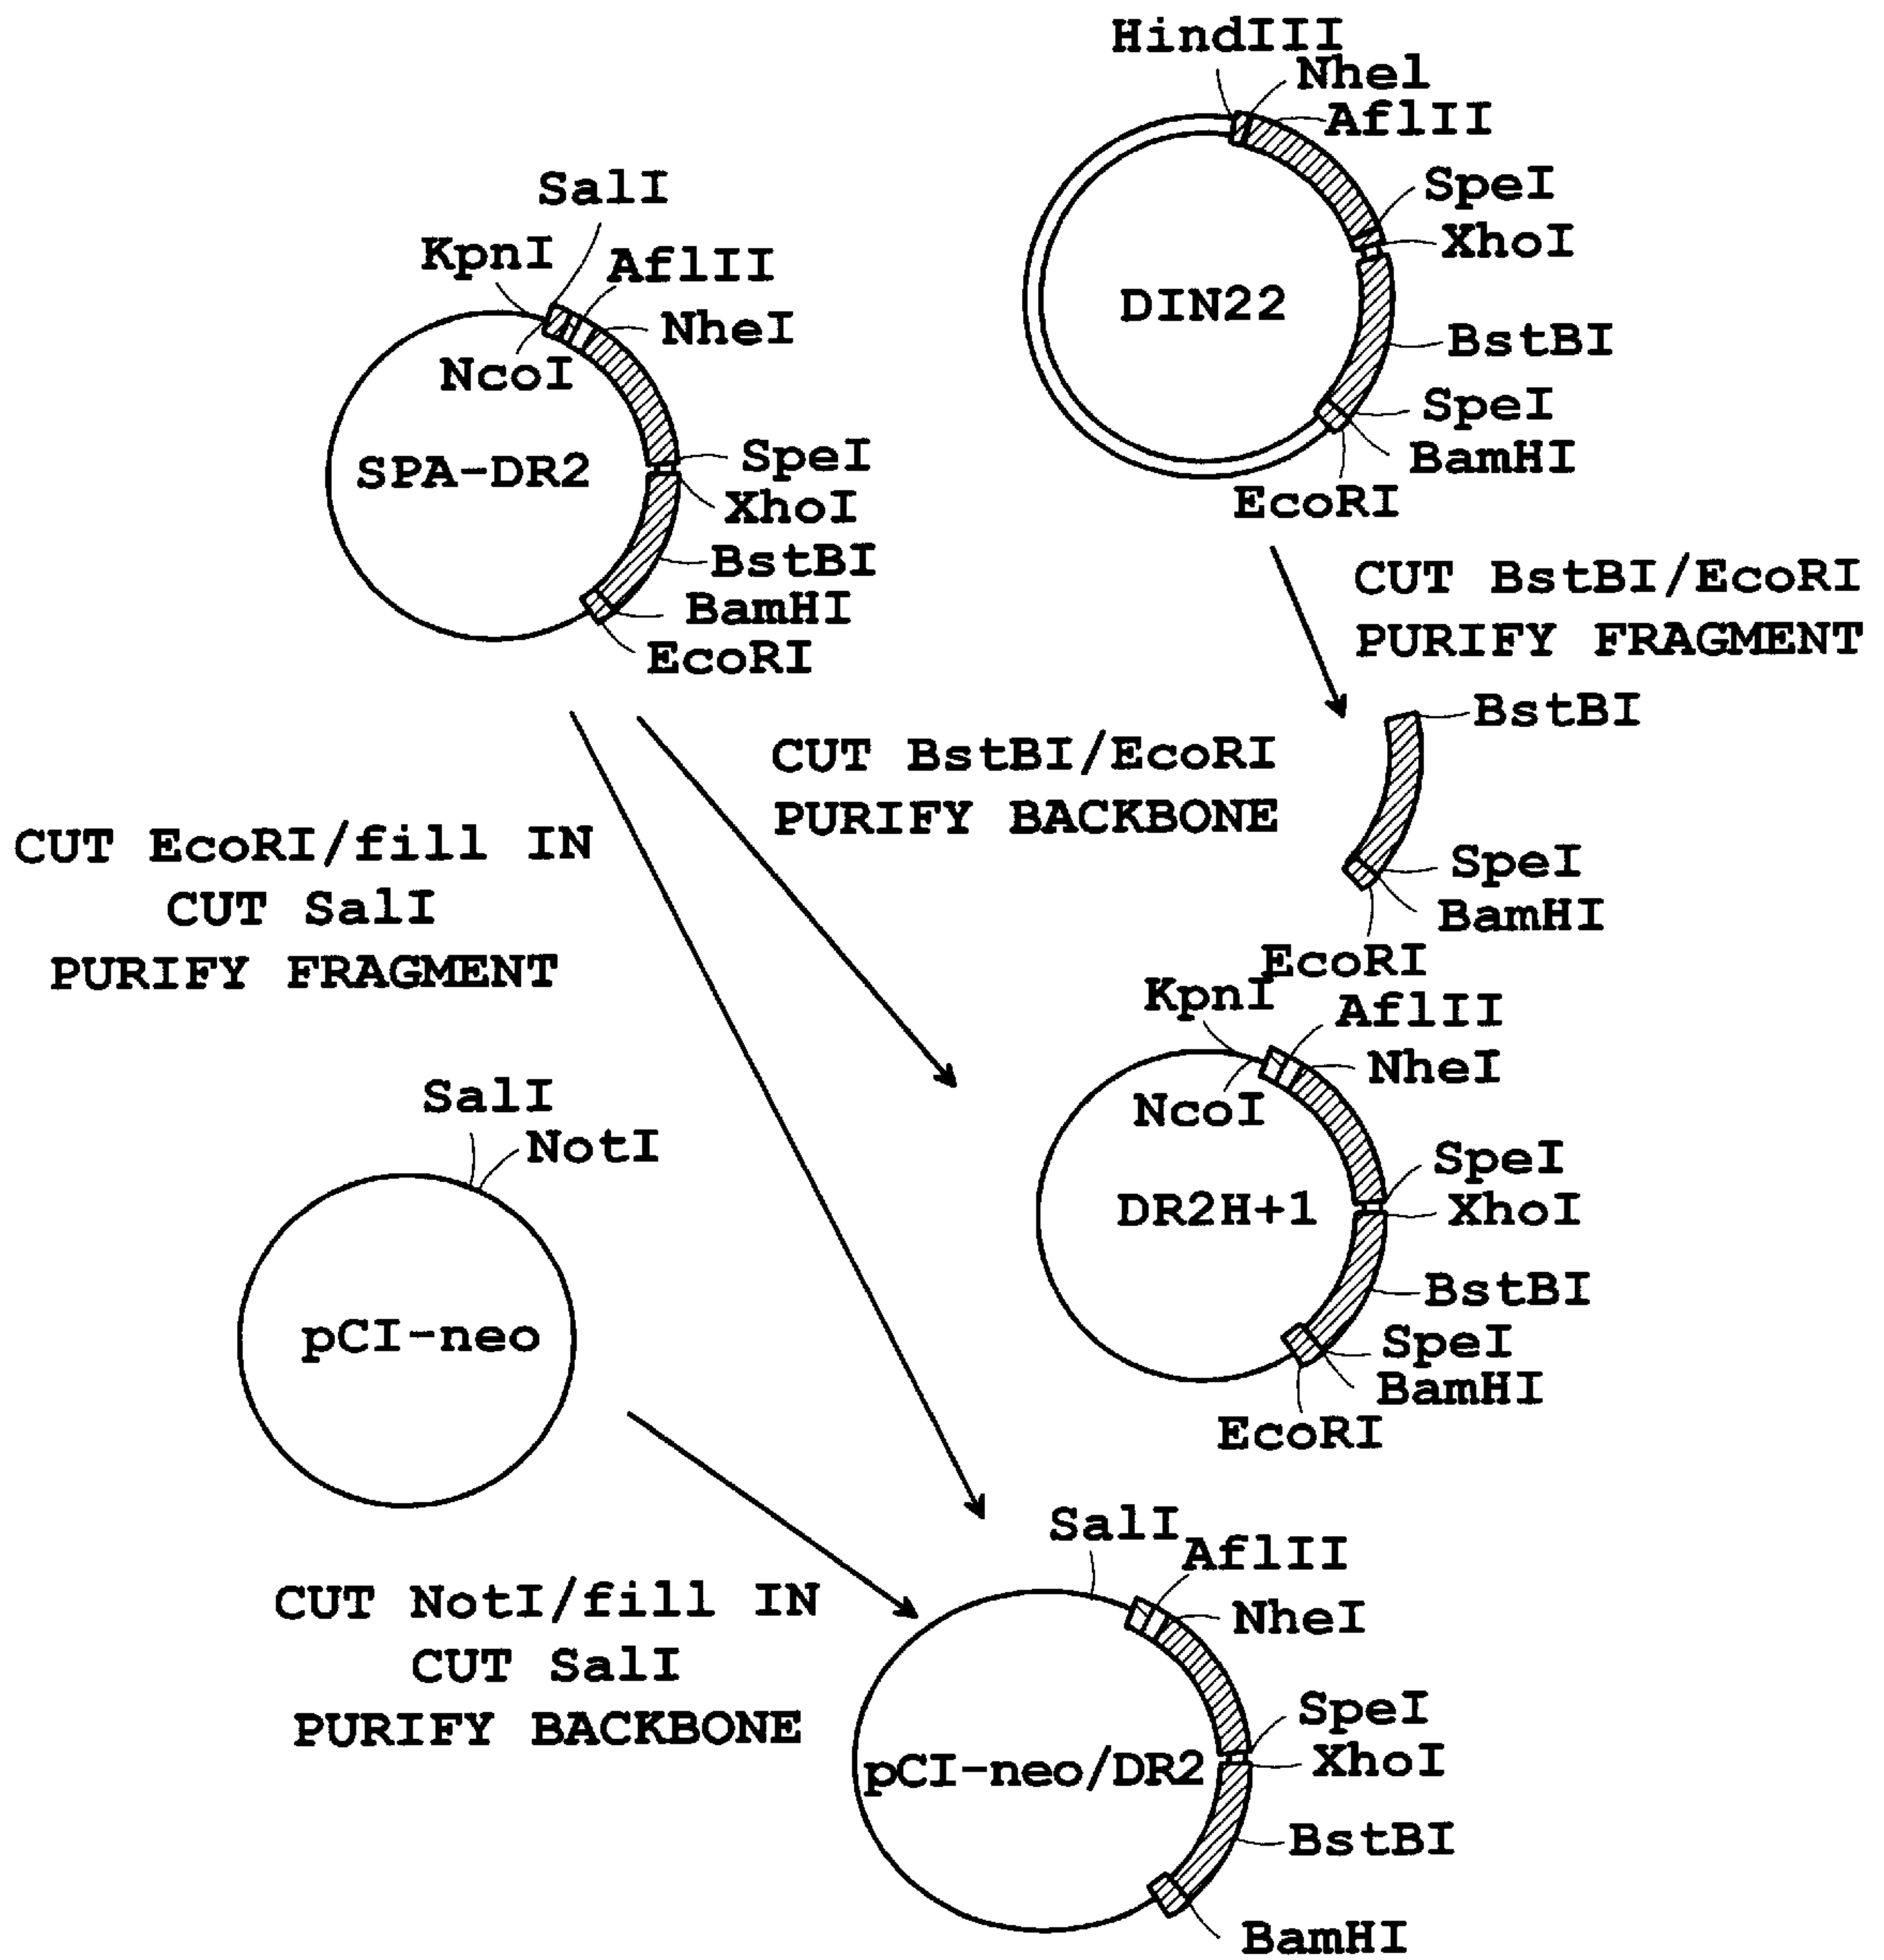 HindIII
Nhel
AflII
SpeI
XhoI
DIN22
BstBI
SpeI
BamHI
EcoRI
SalI
KpnI
AflII
NheI
NcoI
SPA-DR2
SpeI
XhoI
BstBI
BamHI
EcoRI
CUT BstBI/EcoRI
PURIFY FRAGMENT
BstBI
SpeI
BamHI
EcoRI
CUT BstBI/EcoRI
PURIFY BACKBONE
CUT EcoRI/fill IN
CUT SalI
PURIFY FRAGMENT
KpnI
AflII
NheI
NcoI
SpeI
DR2H+1
XhoI
BstBI
SpeI
BamHI
EcoRI
SalI
NotI
pCI-neo
CUT NotI/fill IN
CUT SalI
PURIFY BACKBONE
SalI
AflII
NheI
SpeI
XhoI
pCI-neo/DR2
BstBI
BamHI